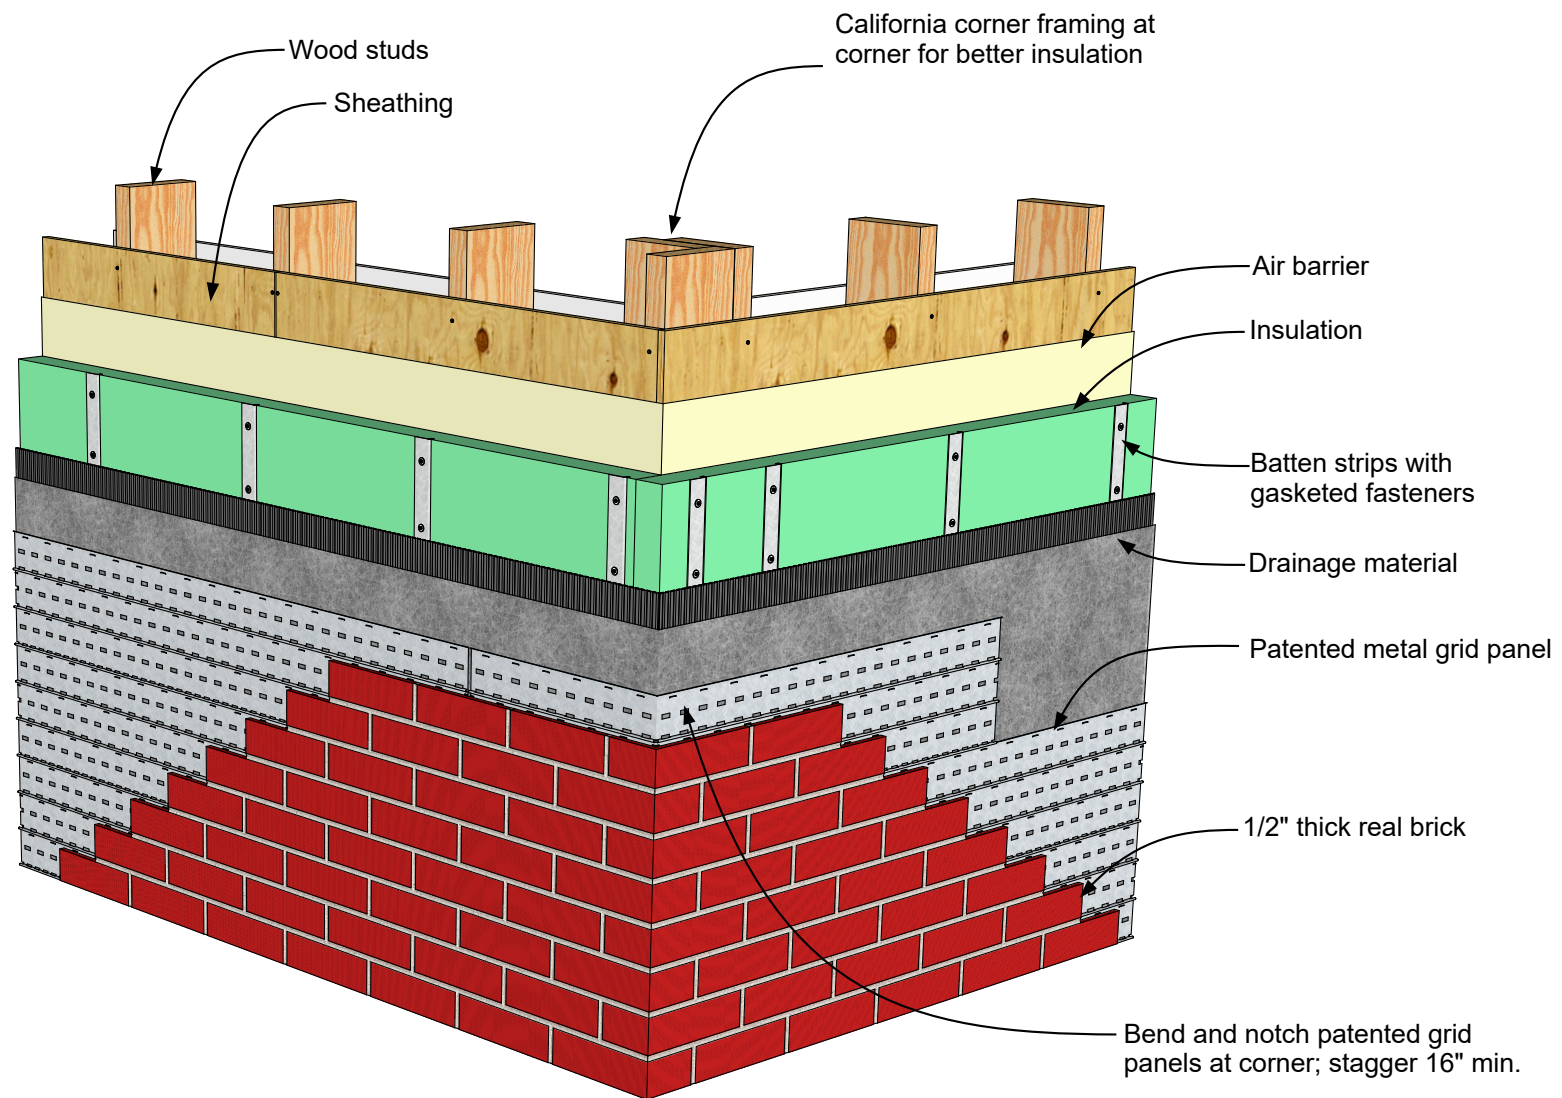 California corner framing at
corner for better insulation
Wood studs
Sheathing
Air barrier
Insulation
Batten strips with
gasketed fasteners
Drainage material
Patented metal grid panel
1/2" thick real brick
Bend and notch patented grid
panels at corner; stagger 16" min.